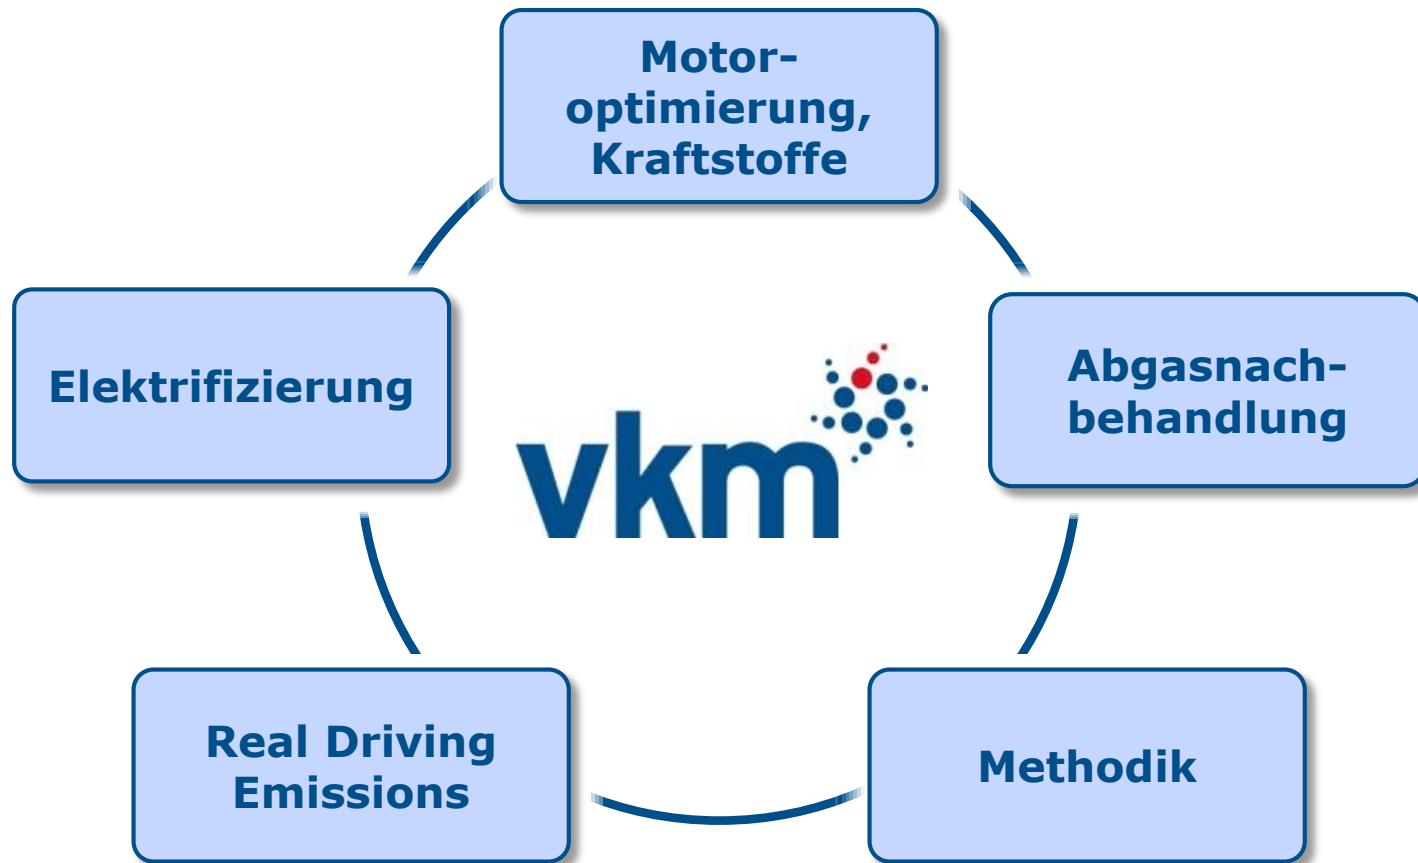 Motor-
optimierung,
Kraftstoffe
Elektrifizierung
Abgasnach-
behandlung
vkm
Real Driving
Emissions
Methodik